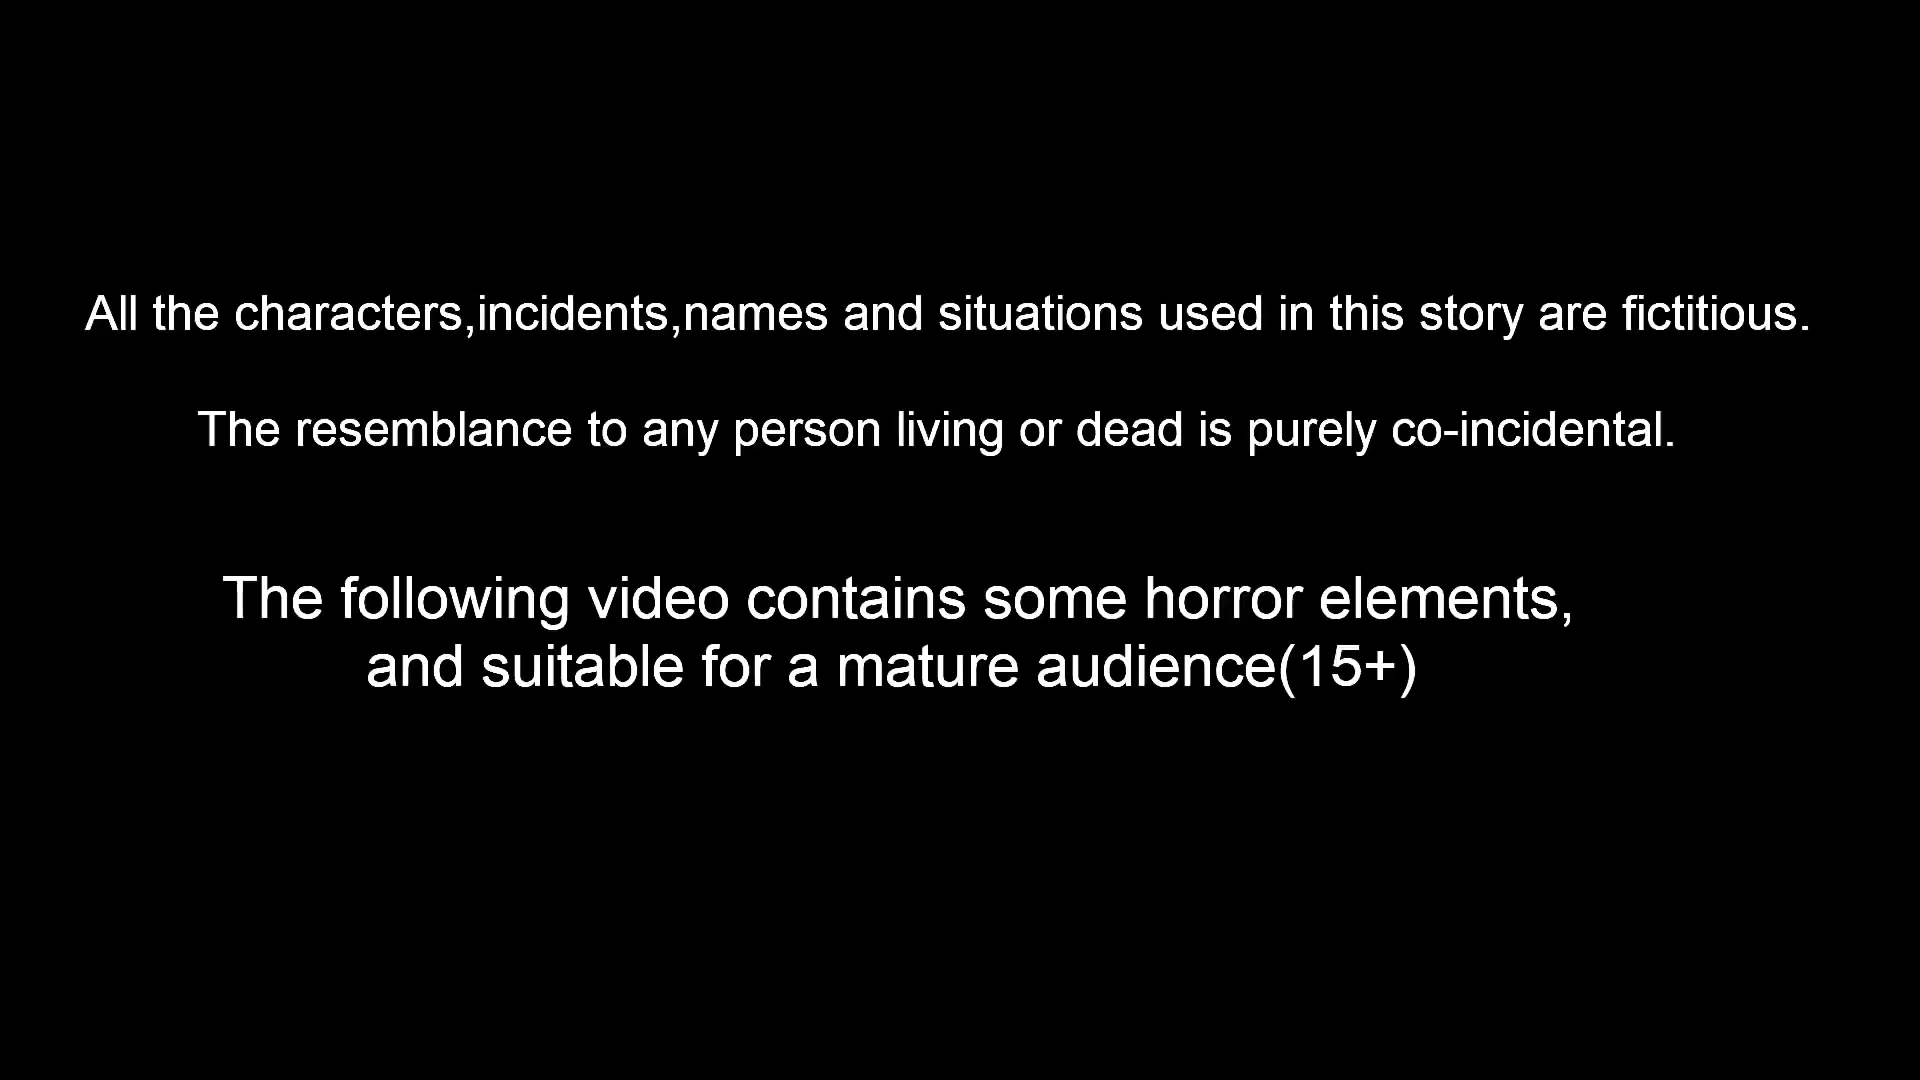 All the characters,incidents,names and situations used in this story are fictitious.
The resemblance to any person living or dead is purely co-incidental.
The following video contains some horror elements,
and suitable for a mature audience(15+)